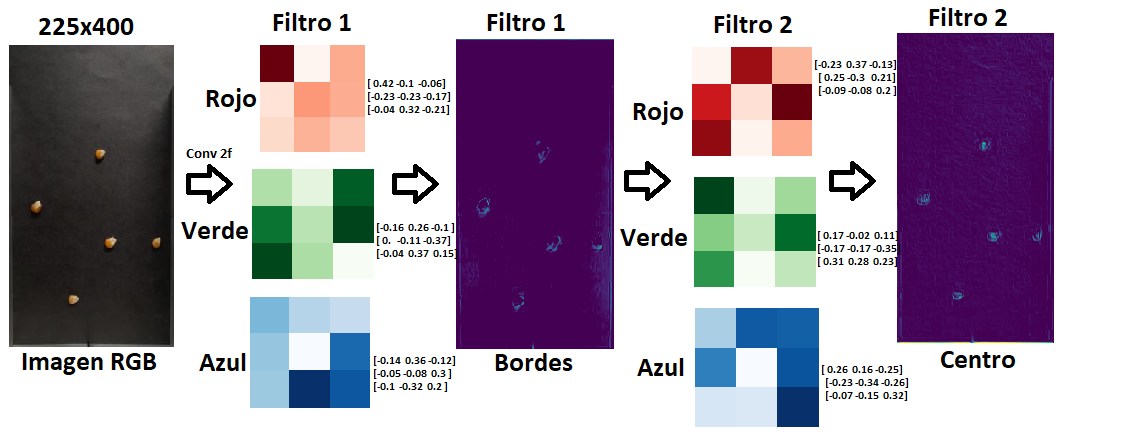 225x400
Filtro 1
Filtro 1
Filtro 2
Filtro 2
Rojo
[ 0.42 -0.1 -0.06]
[-0.23 -0.23 -0.17]
[-0.04 0.32 -0.21]
Conv 2f
Verde
[-0.16 0.26 -0.1 ]
[ 0. -0.11 -0.37]
[-0.04 0.37 0.15]
Azul
[-0.14 0.36 -0.12]
[-0.05 -0.08 0.3 ]
[-0.1 -0.32 0.2 ]
Rojo
[-0.23 0.37 -0.13]
[ 0.25 -0.3 0.21]
[-0.09 -0.08 0.2 ]
Verde
[ 0.17 -0.02 0.11]
[-0.17 -0.17 -0.35]
[ 0.31 0.28 0.23]
Azul
[ 0.26 0.16 -0.25]
[-0.23 -0.34 -0.26]
[-0.07 -0.15 0.32]
Imagen RGB
Bordes
Centro